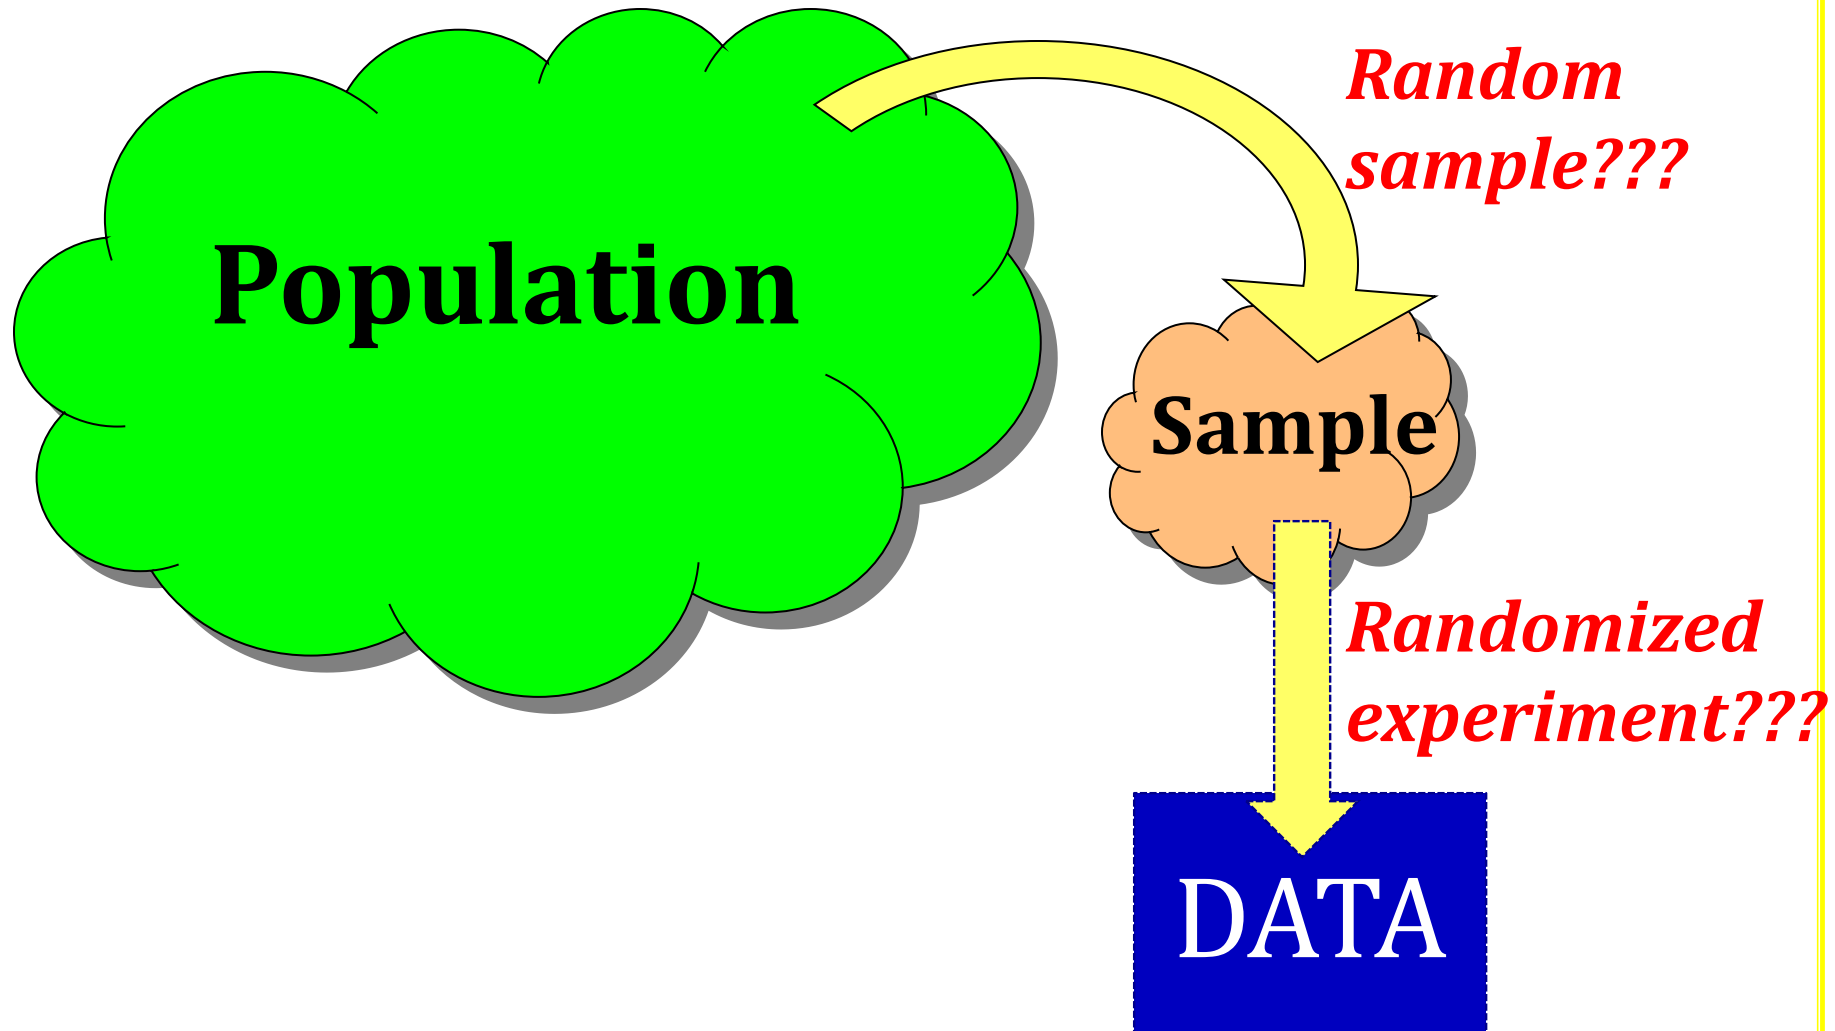 Random
sample???
Population
Sample
Randomized
experiment???
DATA